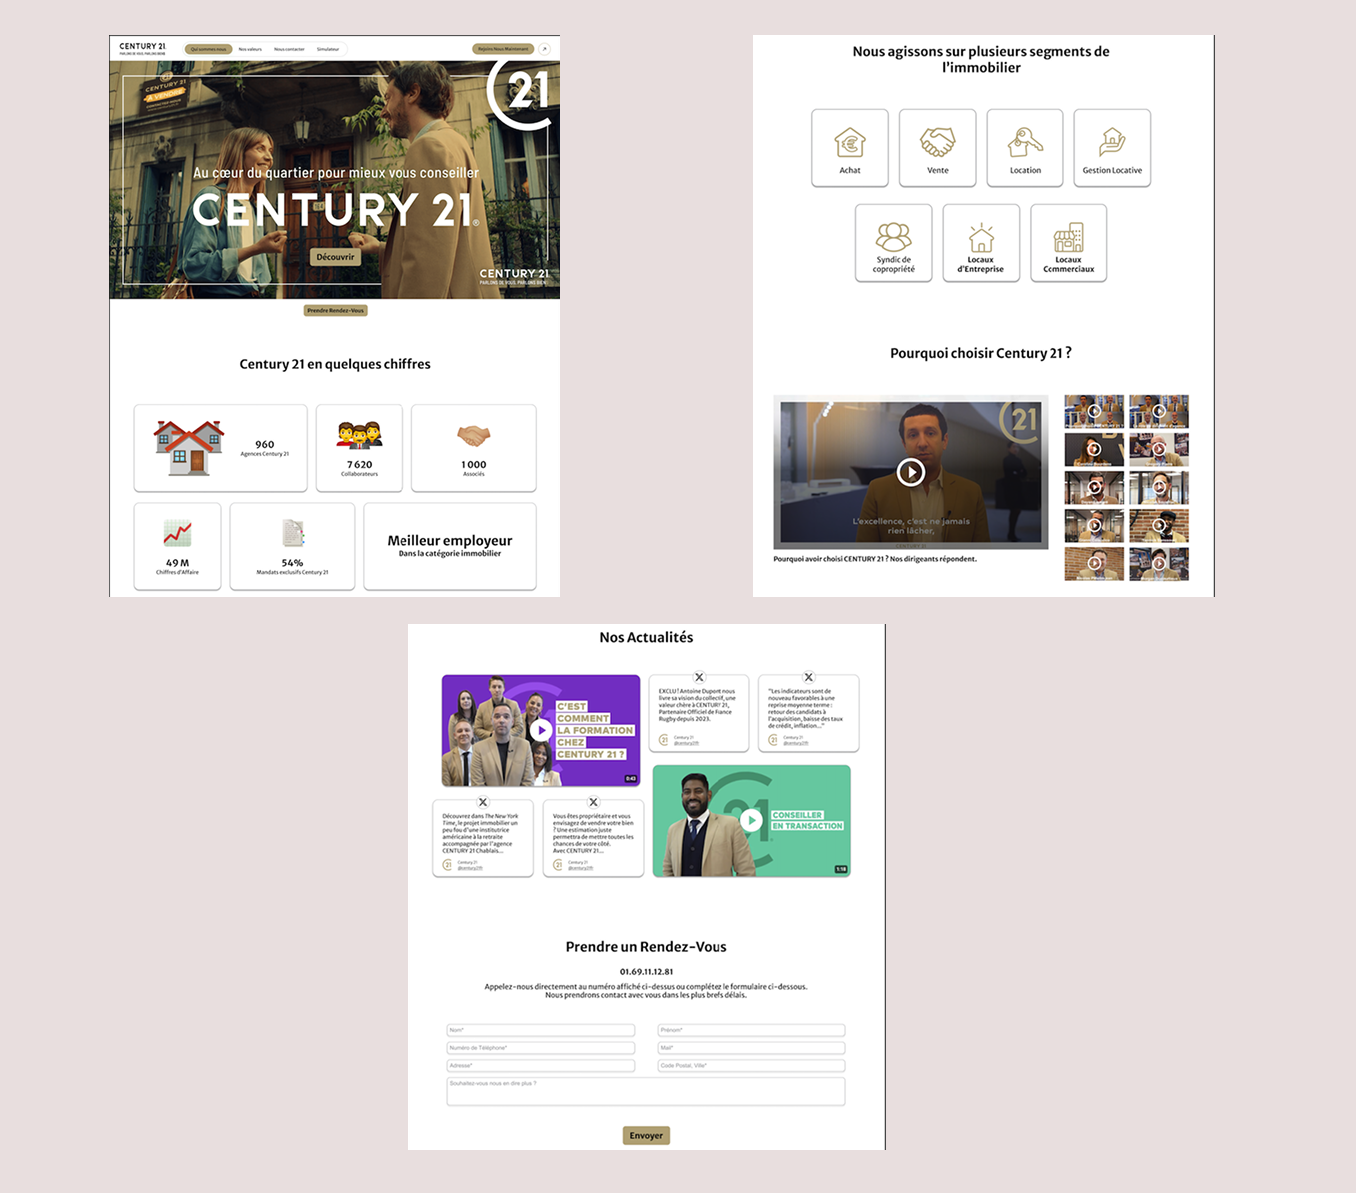 CENTURY 21.
PARLONS DE VOUS, PARLONS BIENS
Qui sommes-nous
Nos valeurs
Nous contacter
Simulateur
Rejoins-Nous Maintenant
CENTURY 21
À VENDRE
21
Au cœur du quartier pour mieux vous conseiller
CENTURY 21®
Découvrir
CENTURY 21
PARLONS DE VOUS, PARLONS BIENS
Prendre Rendez-Vous
Century 21 en quelques chiffres
960
Agences Century 21
7 620
Collaborateurs
1 000
Associés
49 M
Chiffres d'Affaire
54%
Mandats exclusifs Century 21
Meilleur employeur
Dans la catégorie immobilier
Nous agissons sur plusieurs segments de
l'immobilier
Achat
Vente
Location
Gestion Locative
Syndic de
copropriété
Locaux
d'Entreprise
Locaux
Commerciaux
Pourquoi choisir Century 21 ?
21
L'excellence, c'est ne jamais
rien lâcher,
Pourquoi avoir choisi CENTURY 21 ? Nos dirigeants répondent.
Nos Actualités
C'EST
COMMENT
LA FORMATION
CHEZ
CENTURY 21 ?
0:43
X
EXCLU ! Antoine Dupont nous
livre sa vision du collectif, une
valeur chère à CENTURY 21,
Partenaire Officiel de France
Rugby depuis 2023.
21
Century 21
@century21fr
X
"Les indicateurs sont de
nouveau favorables à une
reprise moyenne terme :
retour des candidats à
l'acquisition, baisse des taux
de crédit, inflation..."
21
Century 21
@century21fr
X
Découvrez dans The New York
Time, le projet immobilier un
peu fou d'une institutrice
américaine à la retraite
accompagnée par l'agence
CENTURY 21 Chablais...
21
Century 21
@century21fr
X
Vous êtes propriétaire et vous
envisagez de vendre votre bien
? Une estimation juste
permettra de mettre toutes les
chances de votre côté.
Avec CENTURY 21...
21
Century 21
@century21fr
21
CONSEILLER
EN TRANSACTION
1:18
Prendre un Rendez-Vous
01.69.11.12.81
Appelez-nous directement au numéro affiché ci-dessus ou complétez le formulaire ci-dessous.
Nous prendrons contact avec vous dans les plus brefs délais.
Nom*
Prénom*
Numéro de Téléphone*
Mail*
Adresse*
Code Postal, Ville*
Souhaitez-vous nous en dire plus ?
Envoyer